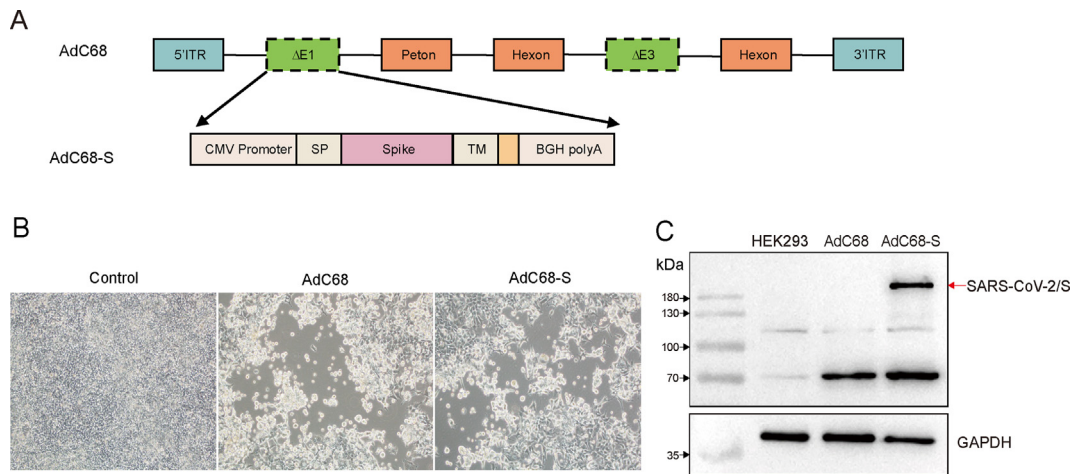 A
AdC68
5'ITR ΔE1 Peton Hexon ΔE3 Hexon 3'ITR
AdC68-S
CMV Promoter SP Spike TM BGH polyA
B
Control AdC68 AdC68-S
C
HEK293 AdC68 AdC68-S
kDa
SARS-CoV-2/S
180
130
100
70
GAPDH
35